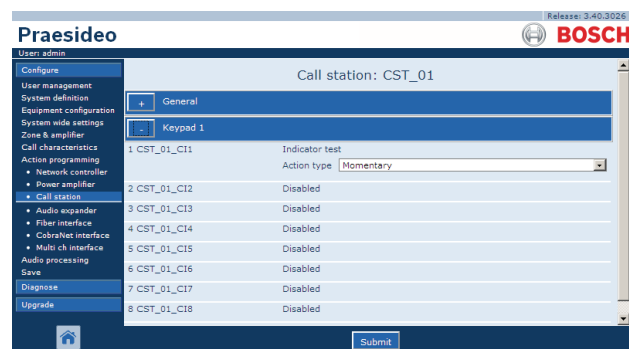 Release: 3.40.3026
Praesideo
BOSCH
User: admin
Configure
User management
System definition
Equipment configuration
System wide settings
Zone & amplifier
Call characteristics
Action programming
• Network controller
• Power amplifier
• Call station
• Audio expander
• Fiber interface
• CobraNet interface
• Multi ch interface
Audio processing
Save
Diagnose
Upgrade
Call station: CST_01
+ General
- Keypad 1
1 CST_01_CI1 Indicator test
Action type Momentary
2 CST_01_CI2 Disabled
3 CST_01_CI3 Disabled
4 CST_01_CI4 Disabled
5 CST_01_CI5 Disabled
6 CST_01_CI6 Disabled
7 CST_01_CI7 Disabled
8 CST_01_CI8 Disabled
Submit